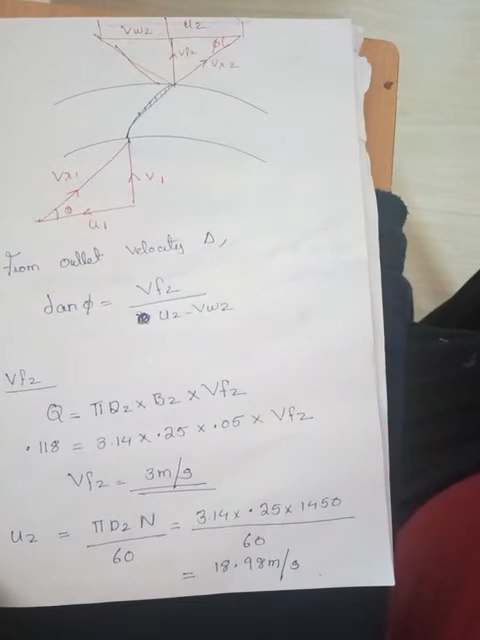 Vw2 u2
Vf2 φ
Vr2
Vr1 V1
θ
u1
From outlet velocity Δ,
tanφ = Vf2 / u2 - Vw2
Vf2
Q = πD2 × B2 × Vf2
.118 = 3.14 × .25 × .05 × Vf2
Vf2 = 3m/s
u2 = πD2N / 60 = 3.14 × .25 × 1450 / 60
= 18.98m/s